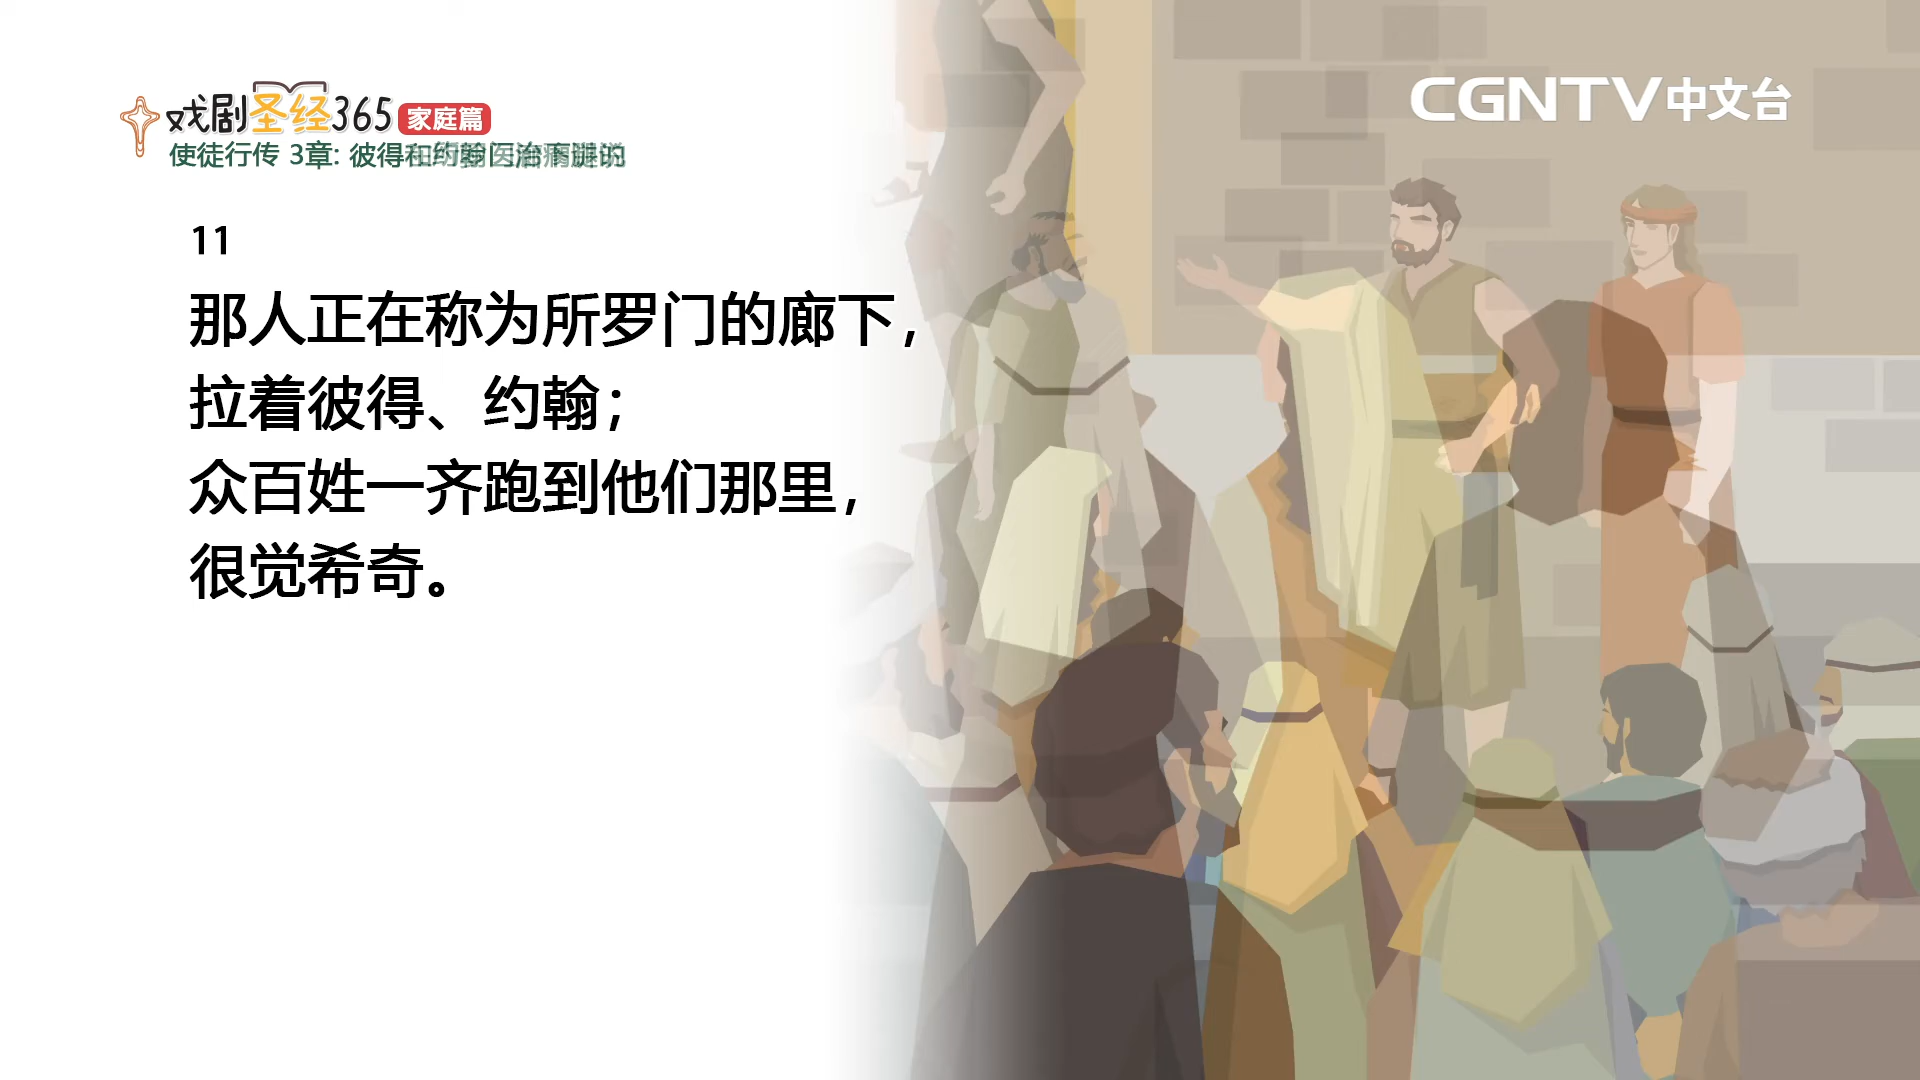 戏剧圣经365 家庭篇
CGNTV中文台
使徒行传 3章: 彼得和约翰
11
那人正在称为所罗门的廊下，
拉着彼得、约翰；
众百姓一齐跑到他们那里，
很觉希奇。